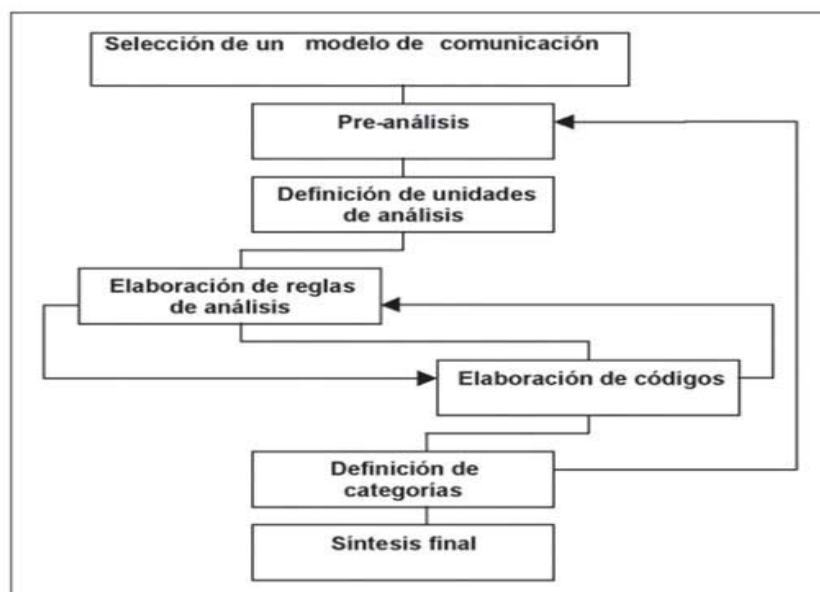 Selección de un modelo de comunicación
Pre-análisis
Definición de unidades
de análisis
Elaboración de reglas
de análisis
Elaboración de códigos
Definición de
categorías
Síntesis final